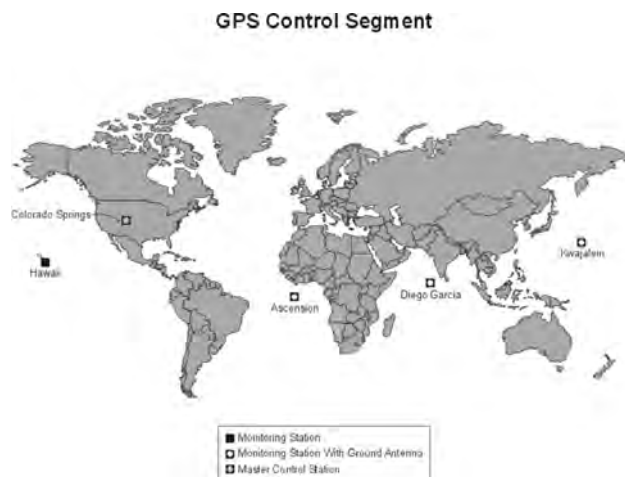 GPS Control Segment
Colorado Springs
Hawaii
Kwajalein
Ascension
Diego Garcia
Monitoring Station
Monitoring Station With Ground Antenna
Master Control Station